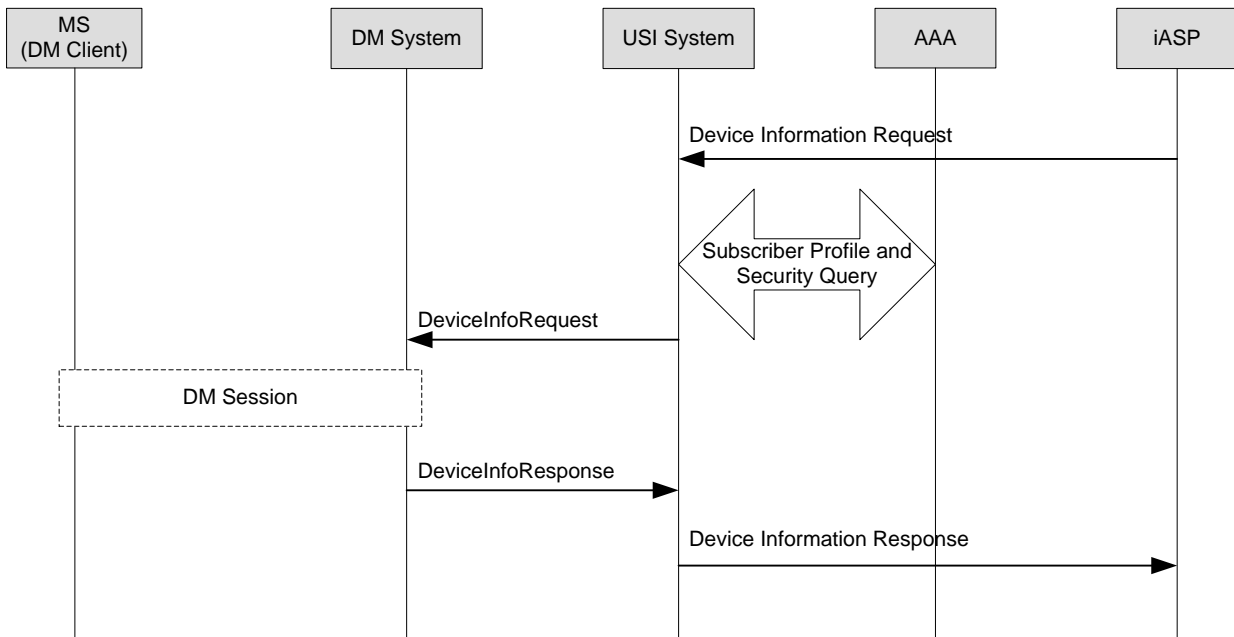 MS
(DM Client)
DM System
USI System
AAA
iASP
Device Information Request
Subscriber Profile and
Security Query
DeviceInfoRequest
DM Session
DeviceInfoResponse
Device Information Response